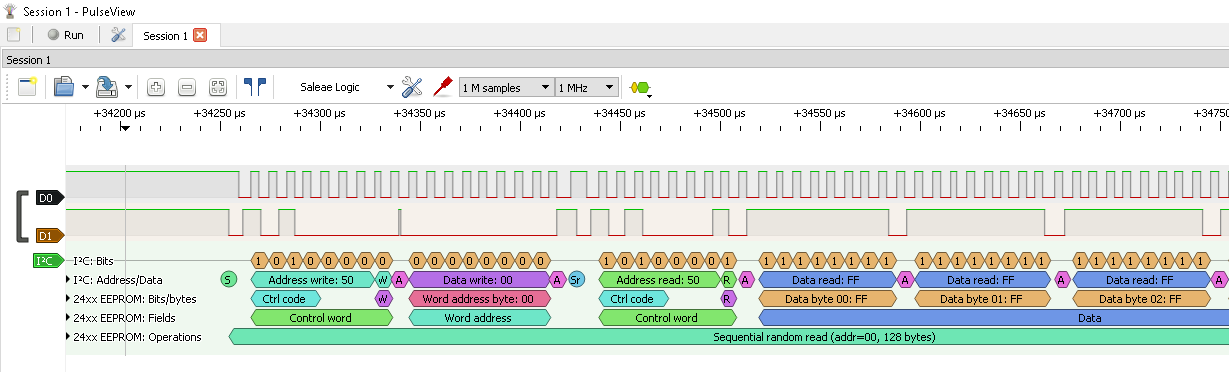 Session 1 - PulseView
Run
Session 1
Session 1
Saleae Logic
1 M samples
1 MHz
+34200 µs +34250 µs +34300 µs +34350 µs +34400 µs +34450 µs +34500 µs +34550 µs +34600 µs +34650 µs +34700 µs +34750
D0
D1
I²C I²C: Bits 1 0 1 0 0 0 0 0 0 0 0 0 0 0 0 0 1 0 1 0 0 0 0 1 1 1 1 1 1 1 1 1 1 1 1 1 1 1 1 1 1 1 1 1 1 1 1 1
I²C: Address/Data S Address write: 50 W A Data write: 00 A Sr Address read: 50 R A Data read: FF A Data read: FF A Data read: FF A
24xx EEPROM: Bits/bytes Ctrl code W Word address byte: 00 Ctrl code R Data byte 00: FF Data byte 01: FF Data byte 02: FF
24xx EEPROM: Fields Control word Word address Control word Data
24xx EEPROM: Operations Sequential random read (addr=00, 128 bytes)